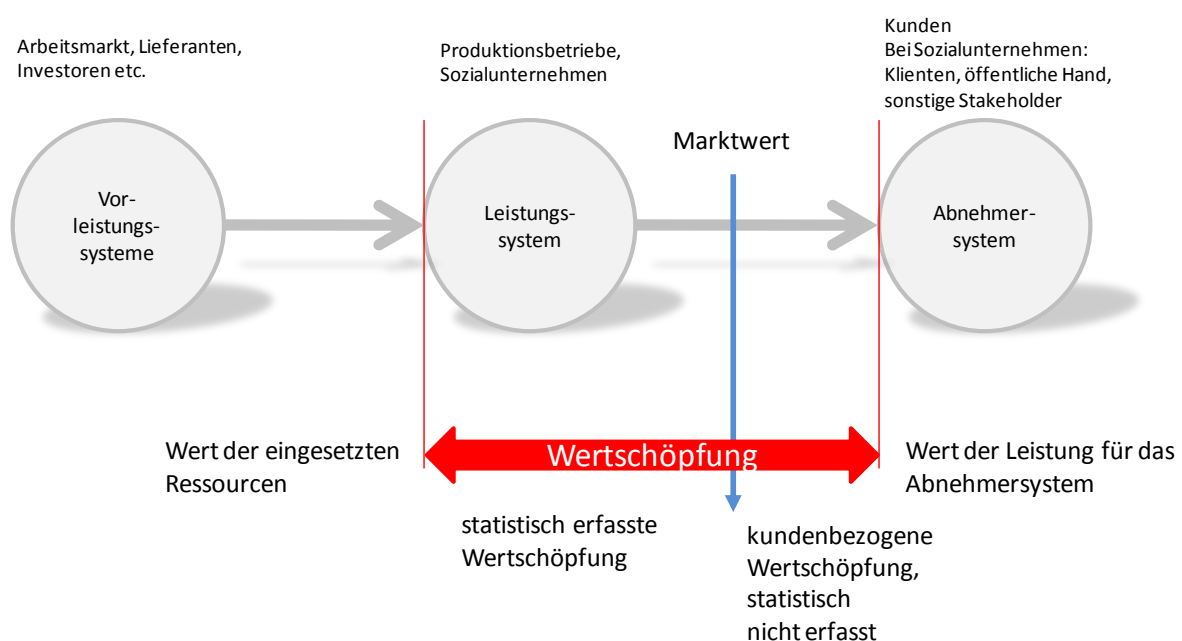 Arbeitsmarkt, Lieferanten,
Investoren etc.
Produktionsbetriebe,
Sozialunternehmen
Kunden
Bei Sozialunternehmen:
Klienten, öffentliche Hand,
sonstige Stakeholder
Marktwert
Vor-
leistungs-
systeme
Leistungs-
system
Abnehmer-
system
Wert der eingesetzten
Ressourcen
Wertschöpfung
Wert der Leistung für das
Abnehmersystem
statistisch erfasste
Wertschöpfung
kundenbezogene
Wertschöpfung,
statistisch
nicht erfasst